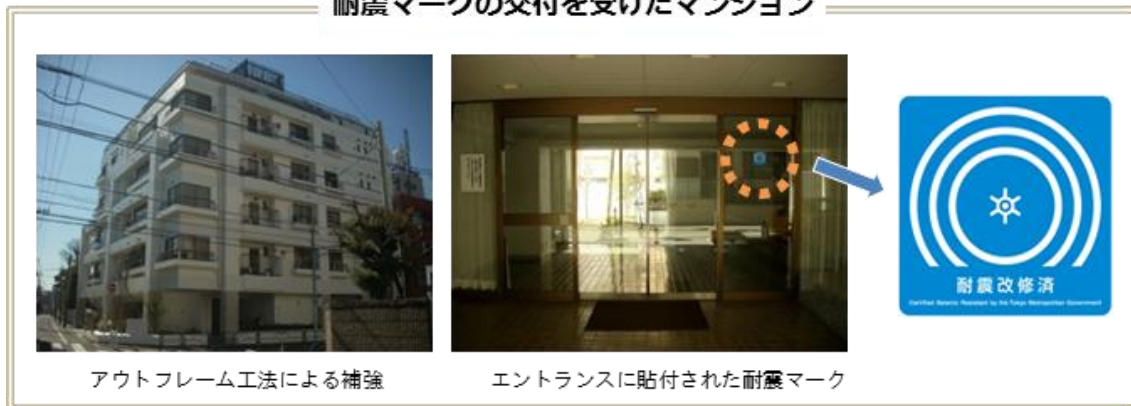 耐震マークの交付を受けたマンション
耐震改修済
Certified Seismic Resistant by the Tokyo Metropolitan Government
アウトフレーム工法による補強
エントランスに貼付された耐震マーク